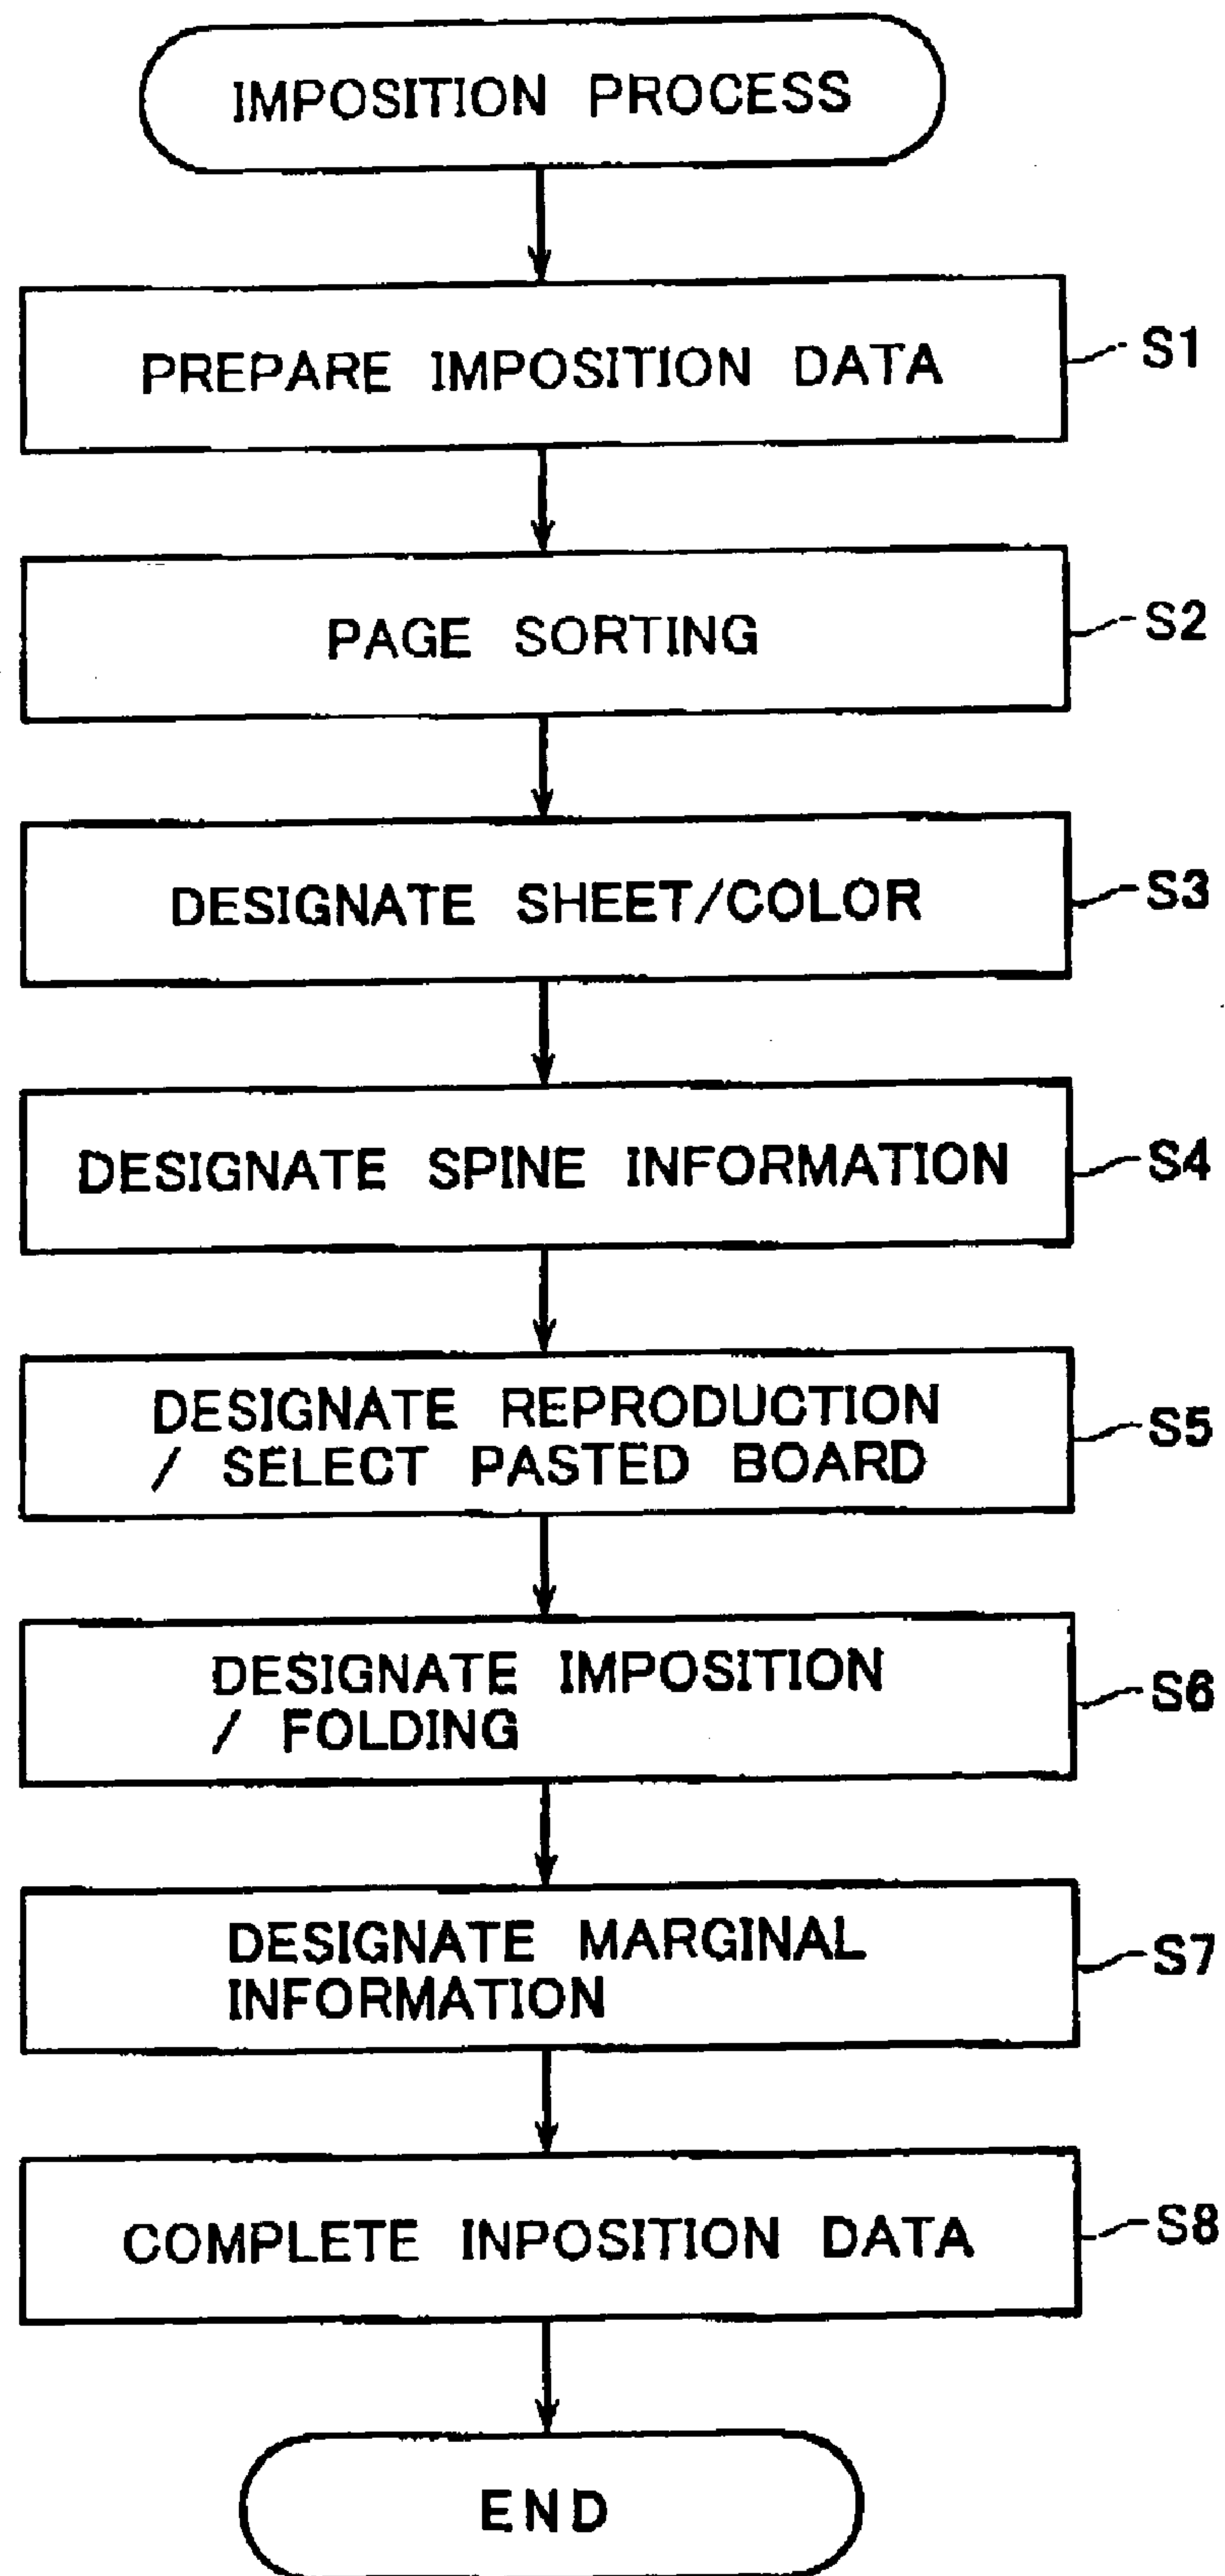 IMPOSITION PROCESS
PREPARE IMPOSITION DATA
S1
PAGE SORTING
S2
DESIGNATE SHEET/COLOR
S3
DESIGNATE SPINE INFORMATION
S4
DESIGNATE REPRODUCTION
/ SELECT PASTED BOARD
S5
DESIGNATE IMPOSITION
/ FOLDING
S6
DESIGNATE MARGINAL
INFORMATION
S7
COMPLETE INPOSITION DATA
S8
END